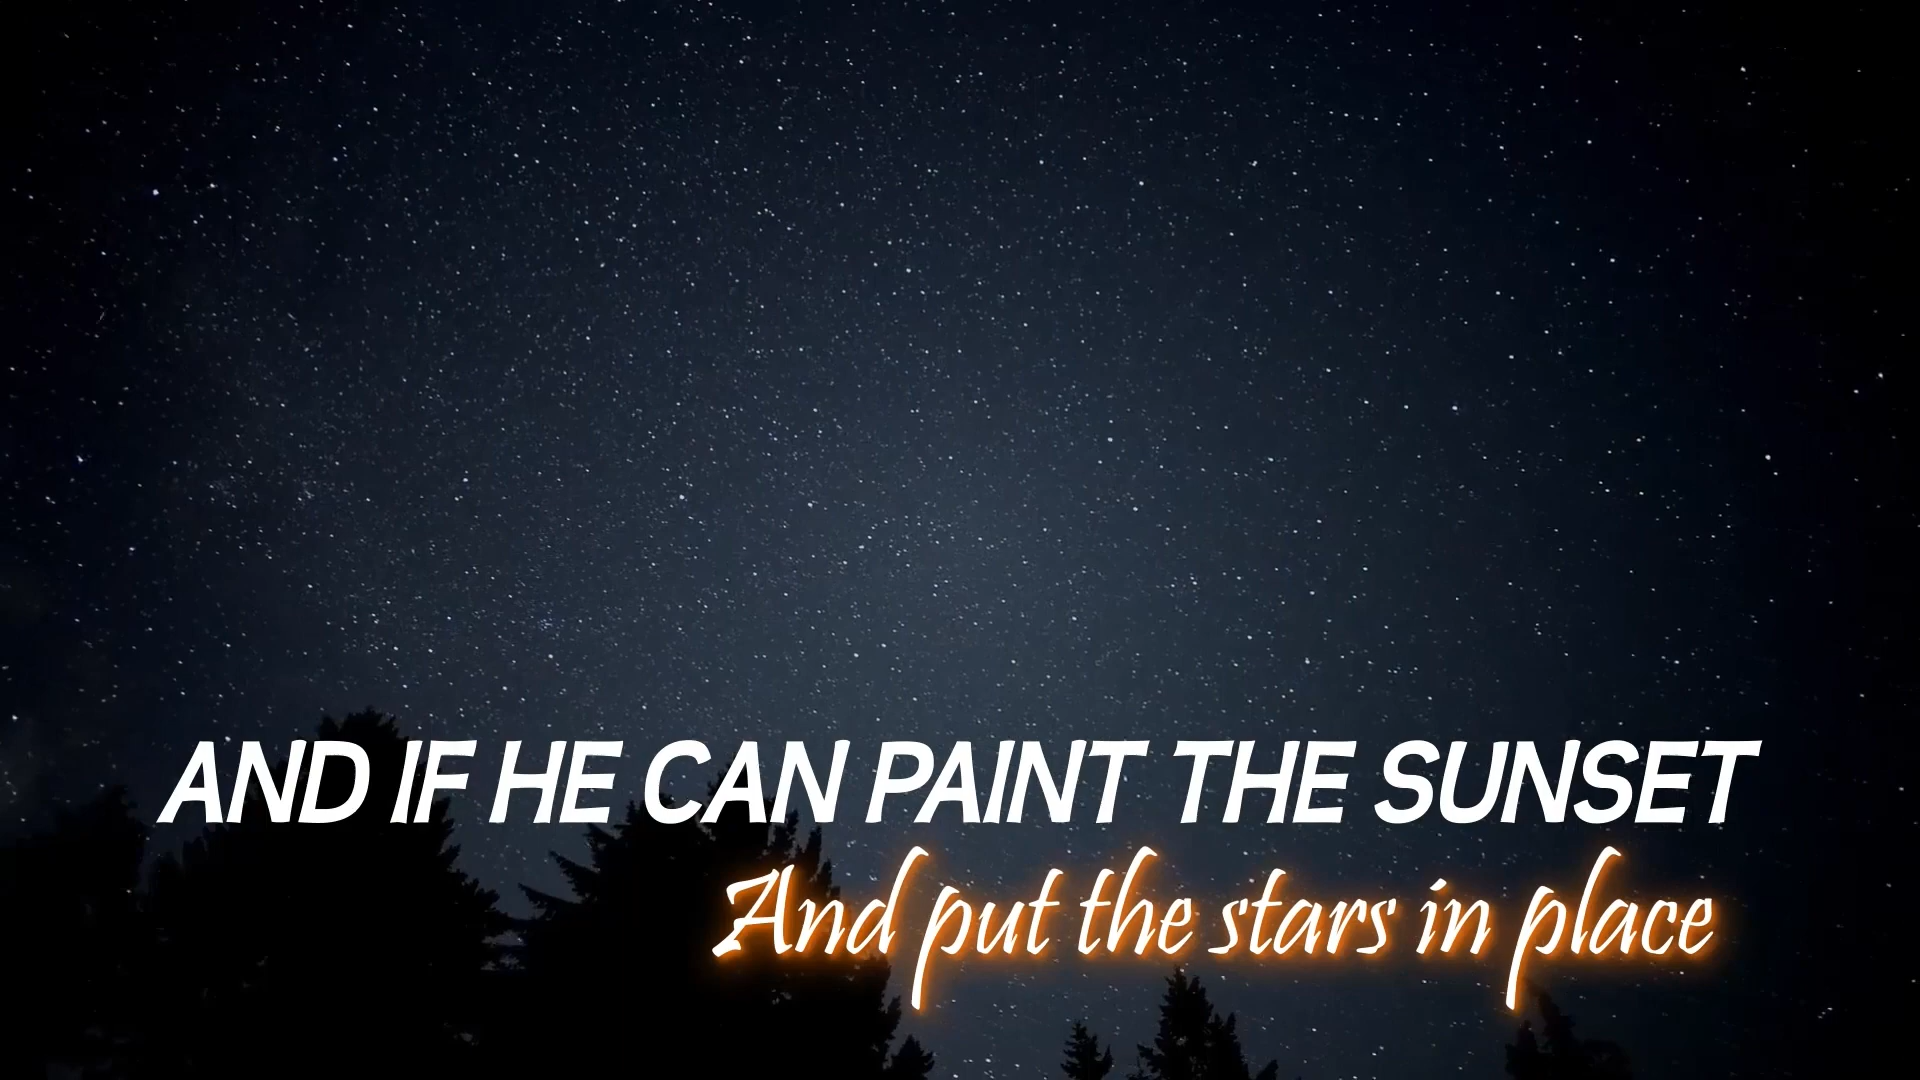 AND IF HE CAN PAINT THE SUNSET
And put the stars in place